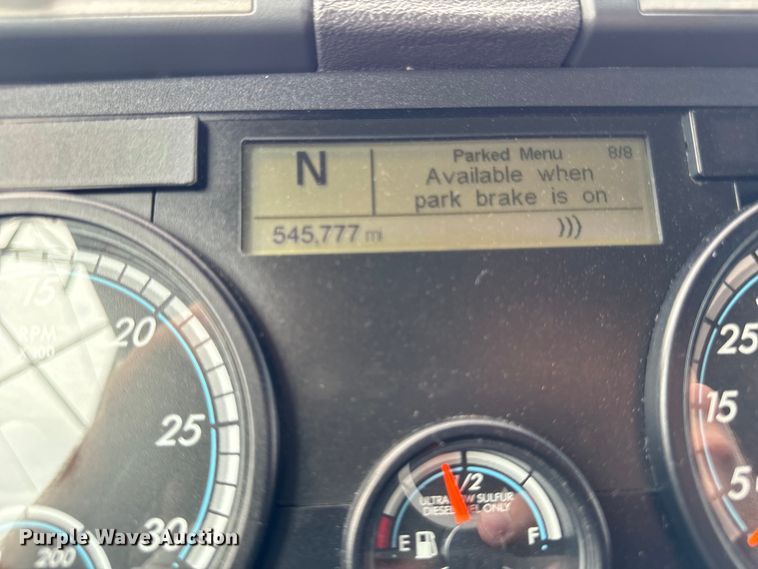 N
Parked Menu 8/8
Available when
park brake is on
545,777 mi
)))
15
20
25
30
RPM
X 100
200
1/2
ULTRA LOW SULFUR
DIESEL FUEL ONLY
E
F
25
15
5
Purple Wave Auction